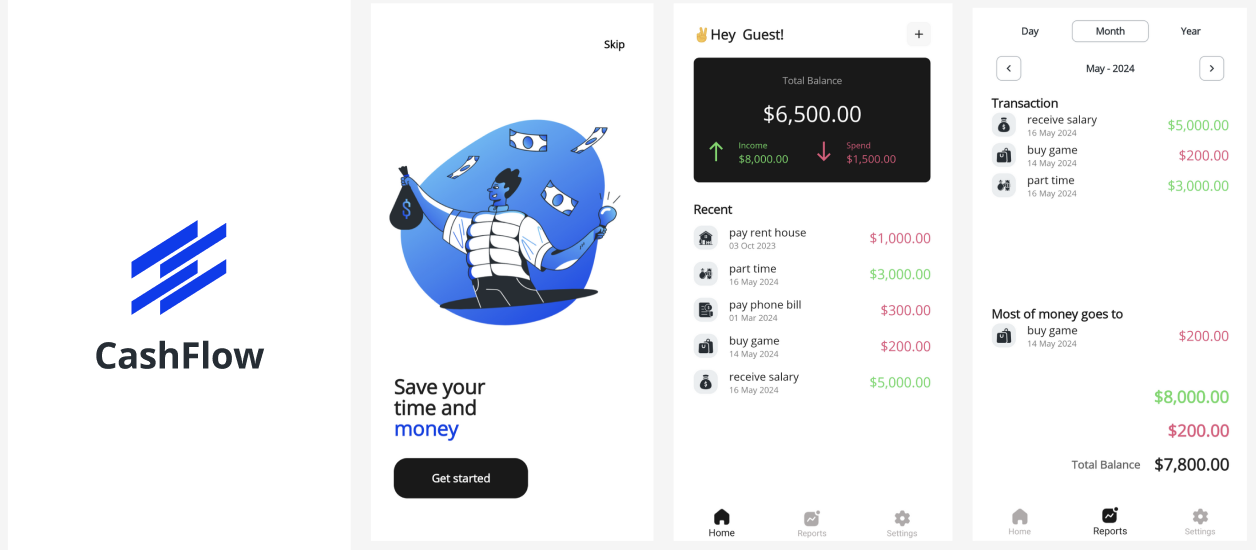 CashFlow
Skip
$
Save your
time and
money
Get started
✌Hey Guest!
+
Total Balance
$6,500.00
Income
$8,000.00
Spend
$1,500.00
Recent
pay rent house
03 Oct 2023
$1,000.00
part time
16 May 2024
$3,000.00
pay phone bill
01 Mar 2024
$300.00
buy game
14 May 2024
$200.00
receive salary
16 May 2024
$5,000.00
Home
Reports
Settings
Day
Month
Year
<
May - 2024
>
Transaction
receive salary
16 May 2024
$5,000.00
buy game
14 May 2024
$200.00
part time
16 May 2024
$3,000.00
Most of money goes to
buy game
14 May 2024
$200.00
$8,000.00
$200.00
Total Balance $7,800.00
Home
Reports
Settings